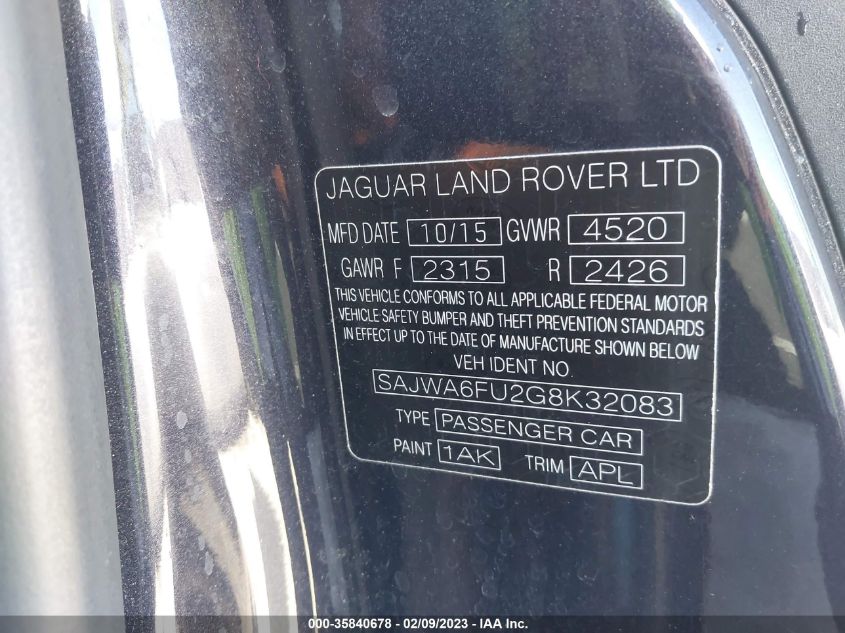 JAGUAR LAND ROVER LTD
MFD DATE 10/15 GVWR 4520
GAWR F 2315 R 2426
THIS VEHICLE CONFORMS TO ALL APPLICABLE FEDERAL MOTOR
VEHICLE SAFETY BUMPER AND THEFT PREVENTION STANDARDS
IN EFFECT UP TO THE DATE OF MANUFACTURE SHOWN BELOW
VEH IDENT NO.
SAJWA6FU2G8K32083
TYPE PASSENGER CAR
PAINT 1AK TRIM APL
000-35840678 - 02/09/2023 - IAA Inc.